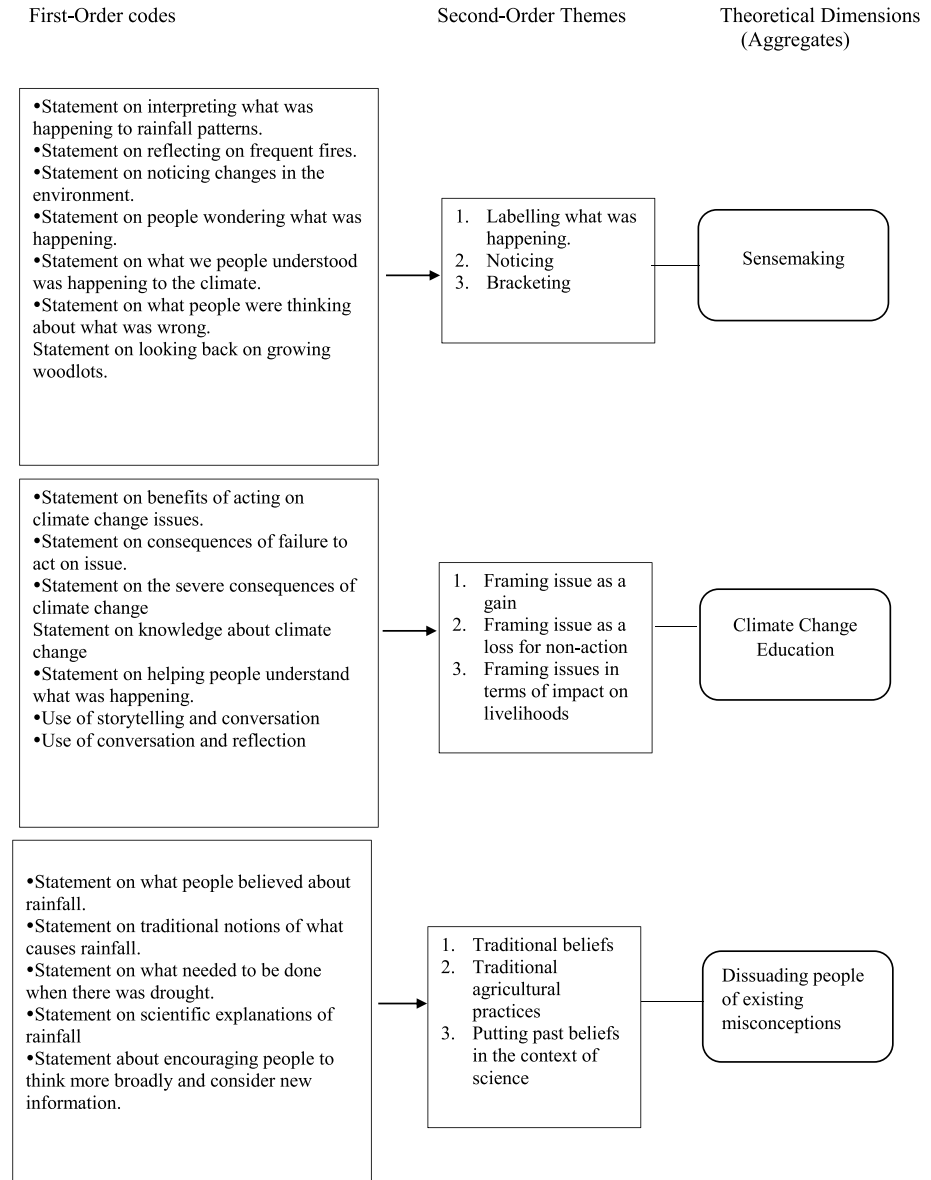 First-Order codes
Second-Order Themes
Theoretical Dimensions
(Aggregates)
•Statement on interpreting what was
happening to rainfall patterns.
•Statement on reflecting on frequent fires.
•Statement on noticing changes in the
environment.
•Statement on people wondering what was
happening.
•Statement on what we people understood
was happening to the climate.
•Statement on what people were thinking
about what was wrong.
Statement on looking back on growing
woodlots.
1. Labelling what was
happening.
2. Noticing
3. Bracketing
Sensemaking
•Statement on benefits of acting on
climate change issues.
•Statement on consequences of failure to
act on issue.
•Statement on the severe consequences of
climate change
Statement on knowledge about climate
change
•Statement on helping people understand
what was happening.
•Use of storytelling and conversation
•Use of conversation and reflection
1. Framing issue as a
gain
2. Framing issue as a
loss for non-action
3. Framing issues in
terms of impact on
livelihoods
Climate Change
Education
•Statement on what people believed about
rainfall.
•Statement on traditional notions of what
causes rainfall.
•Statement on what needed to be done
when there was drought.
•Statement on scientific explanations of
rainfall
•Statement about encouraging people to
think more broadly and consider new
information.
1. Traditional beliefs
2. Traditional
agricultural
practices
3. Putting past beliefs
in the context of
science
Dissuading people
of existing
misconceptions